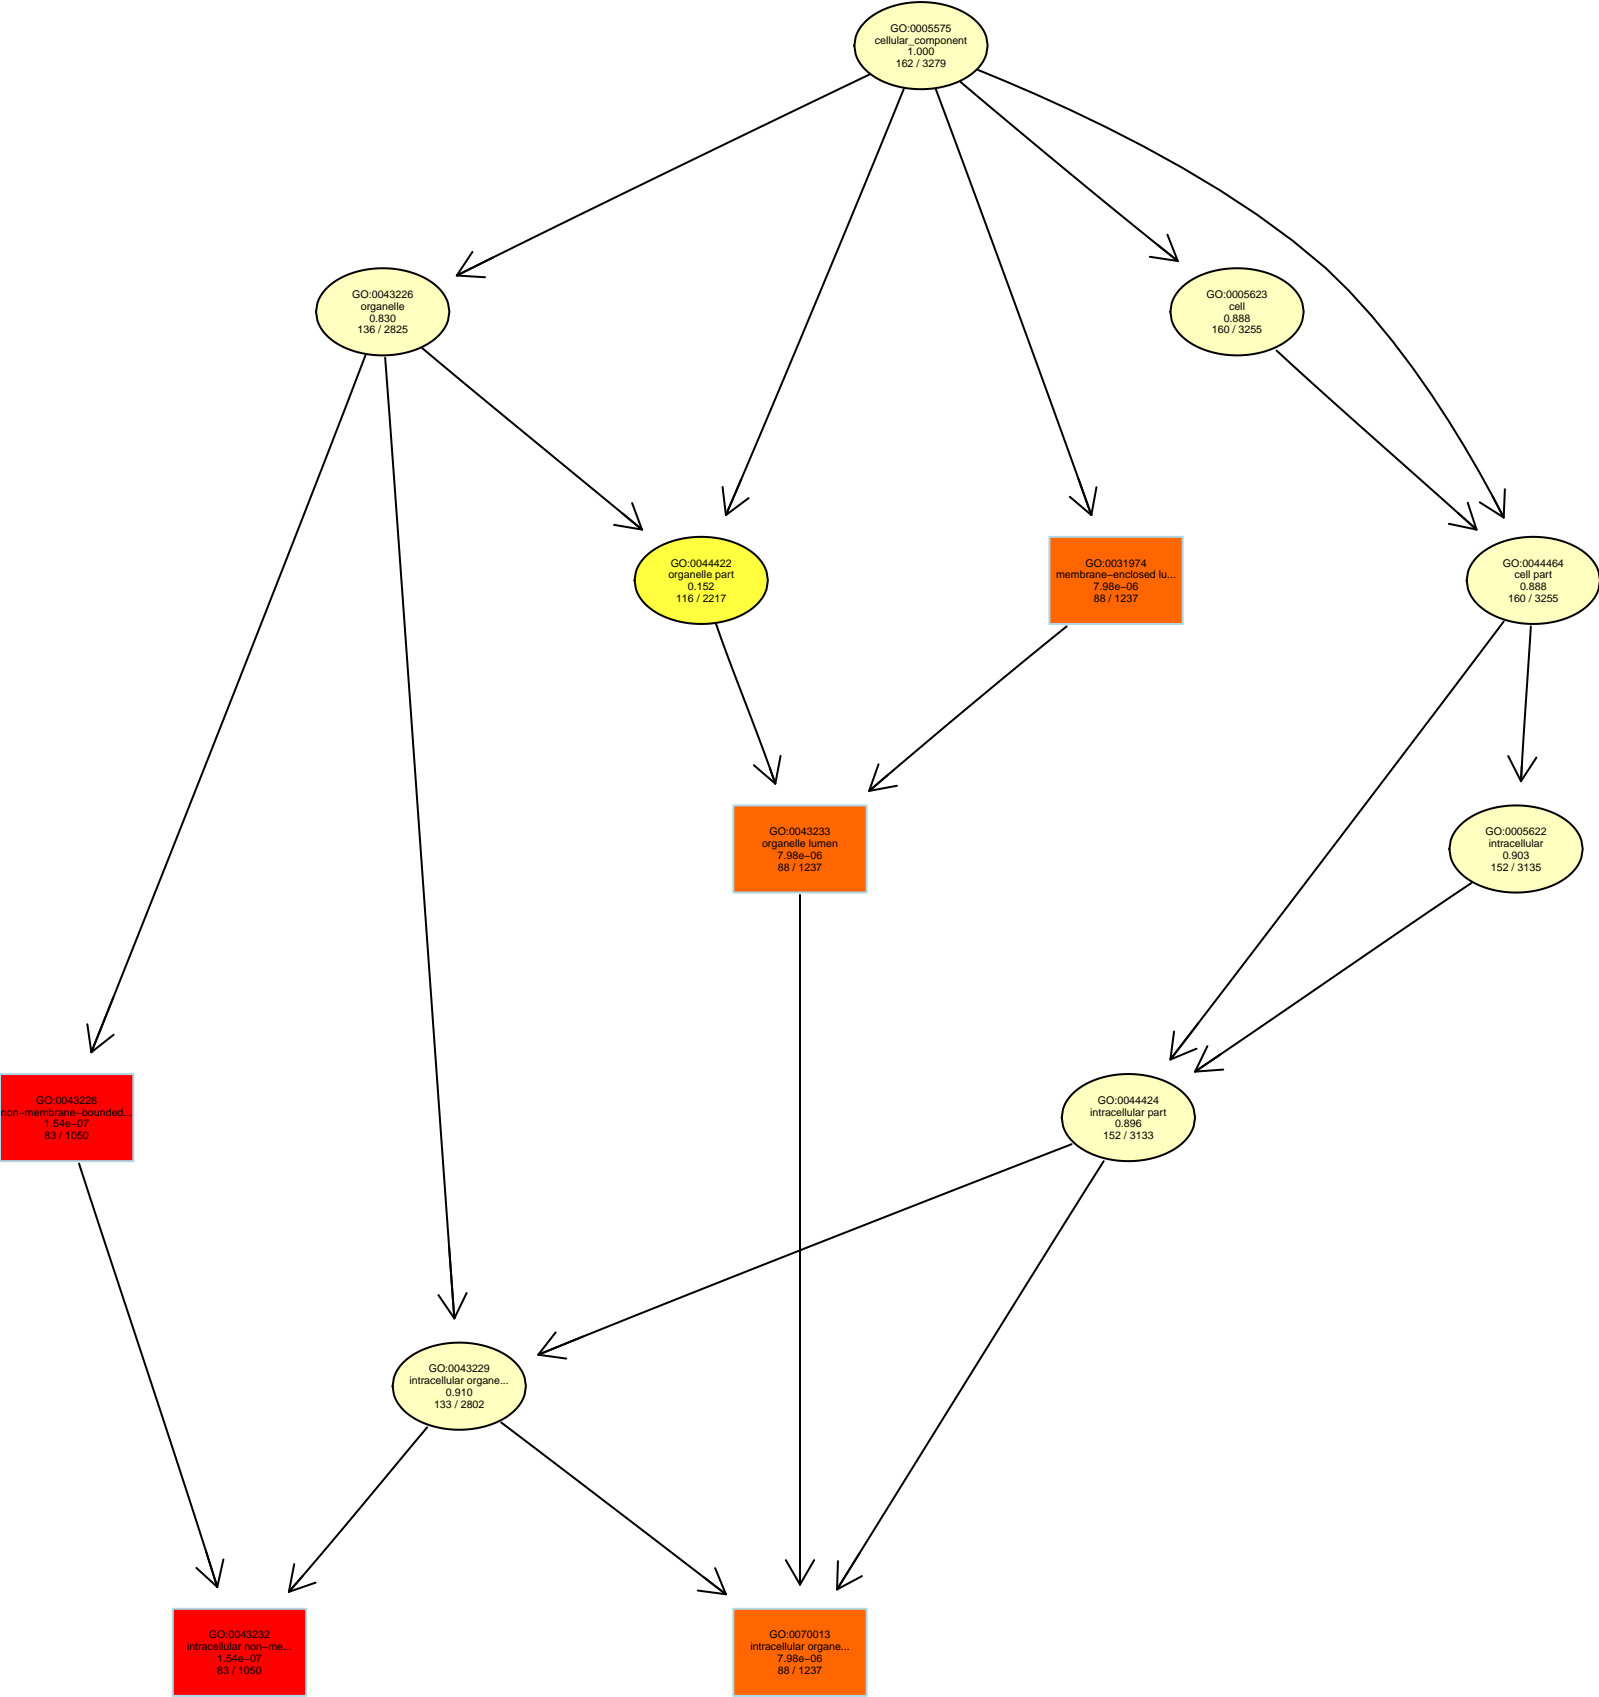 GO:0005575
cellular_component
1.000
162 / 3279
GO:0043226
organelle
0.830
136 / 2825
GO:0005623
cell
0.888
160 / 3255
GO:0044422
organelle part
0.152
116 / 2217
GO:0031974
membrane−enclosed lu...
7.98e−06
88 / 1237
GO:0044464
cell part
0.888
160 / 3255
GO:0043233
organelle lumen
7.98e−06
88 / 1237
GO:0005622
intracellular
0.903
152 / 3135
GO:0043228
non−membrane−bounded...
1.54e−07
83 / 1050
GO:0044424
intracellular part
0.896
152 / 3133
GO:0043229
intracellular organe...
0.910
133 / 2802
GO:0043232
intracellular non−me...
1.54e−07
83 / 1050
GO:0070013
intracellular organe...
7.98e−06
88 / 1237